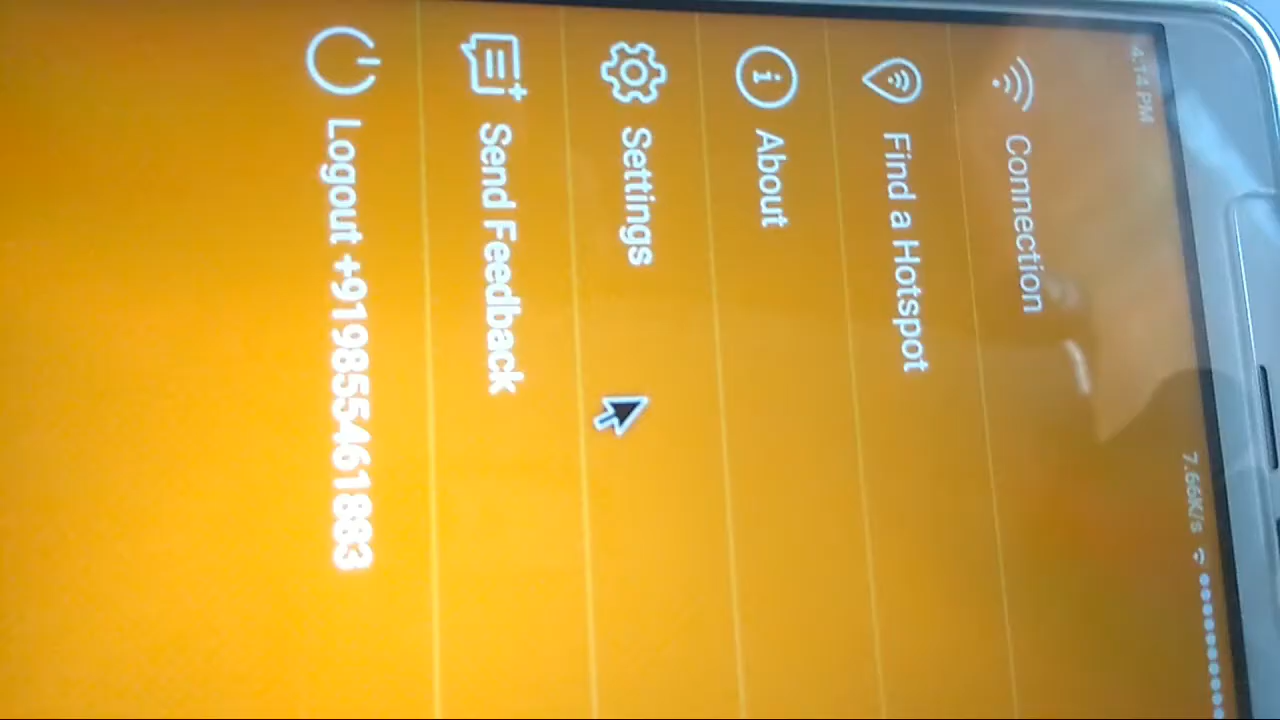 4:14 PM
7.66K/s
Connection
Find a Hotspot
About
Settings
Send Feedback
Logout +919855461883